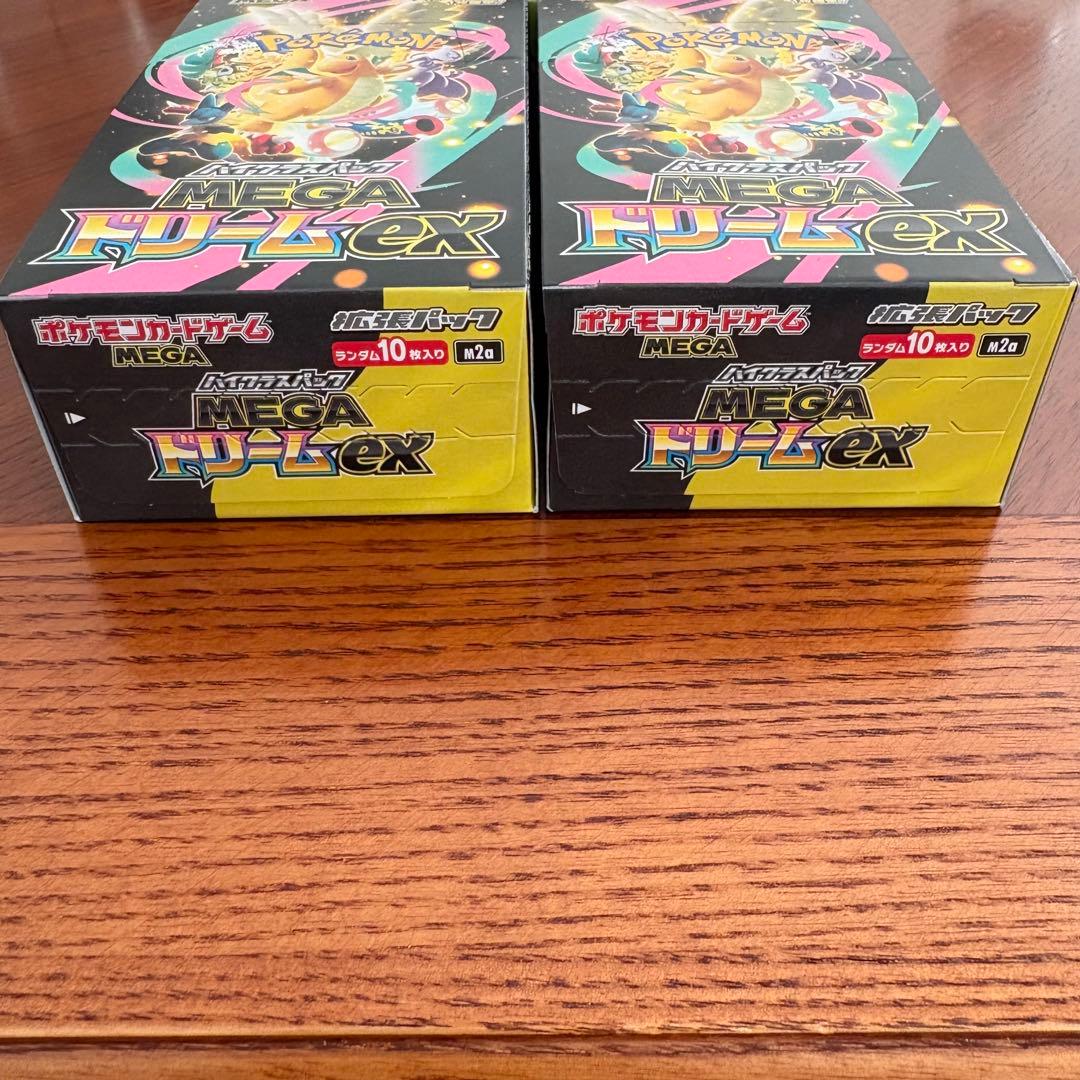 POKéMON
ハイクラスパック
MEGA
ドリームex
ポケモンカードゲーム
MEGA
拡張パック
ランダム10枚入り
M2a
ハイクラスパック
MEGA
ドリームex
POKéMON
ハイクラスパック
MEGA
ドリームex
ポケモンカードゲーム
MEGA
拡張パック
ランダム10枚入り
M2a
ハイクラスパック
MEGA
ドリームex